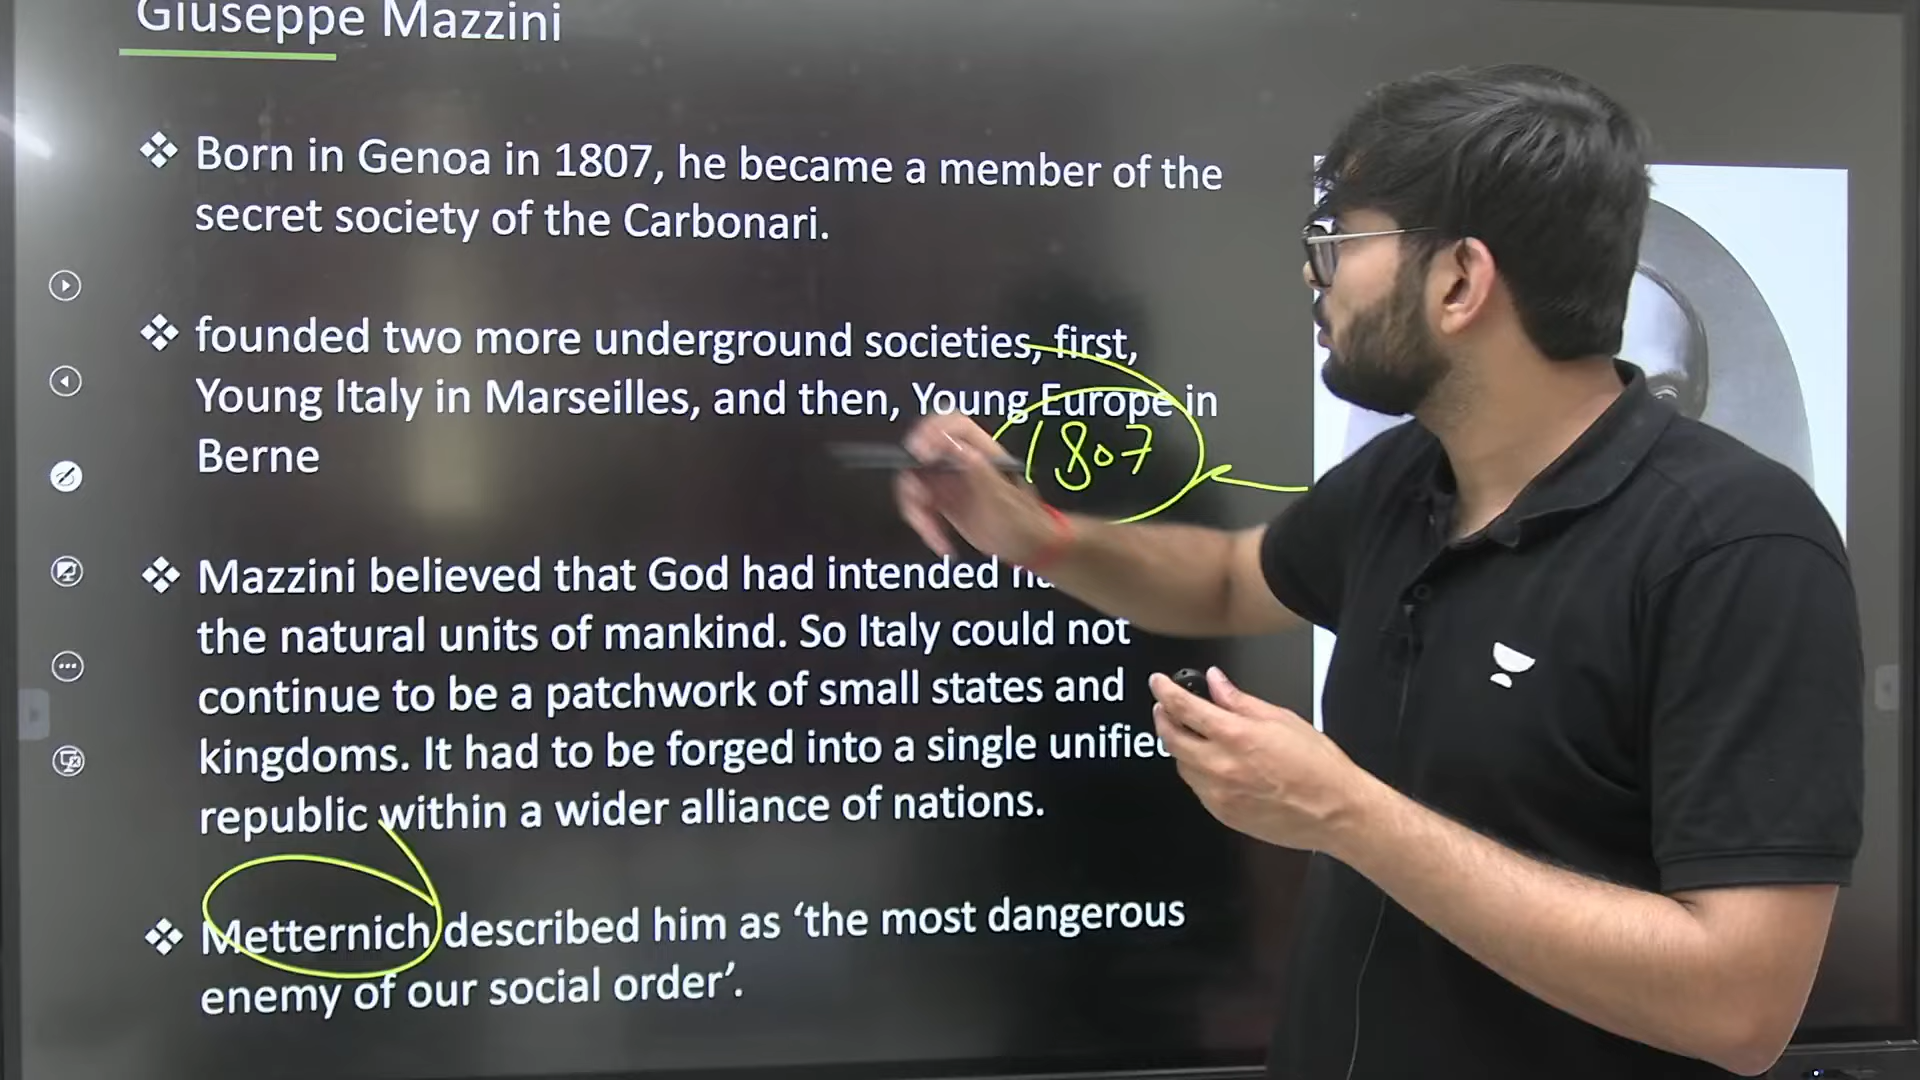 Giuseppe Mazzini
Born in Genoa in 1807, he became a member of the
secret society of the Carbonari.
founded two more underground societies, first,
Young Italy in Marseilles, and then, Young Europe in
Berne
1807
Mazzini believed that God had intended
the natural units of mankind. So Italy could not
continue to be a patchwork of small states and
kingdoms. It had to be forged into a single unified
republic within a wider alliance of nations.
Metternich described him as ‘the most dangerous
enemy of our social order’.